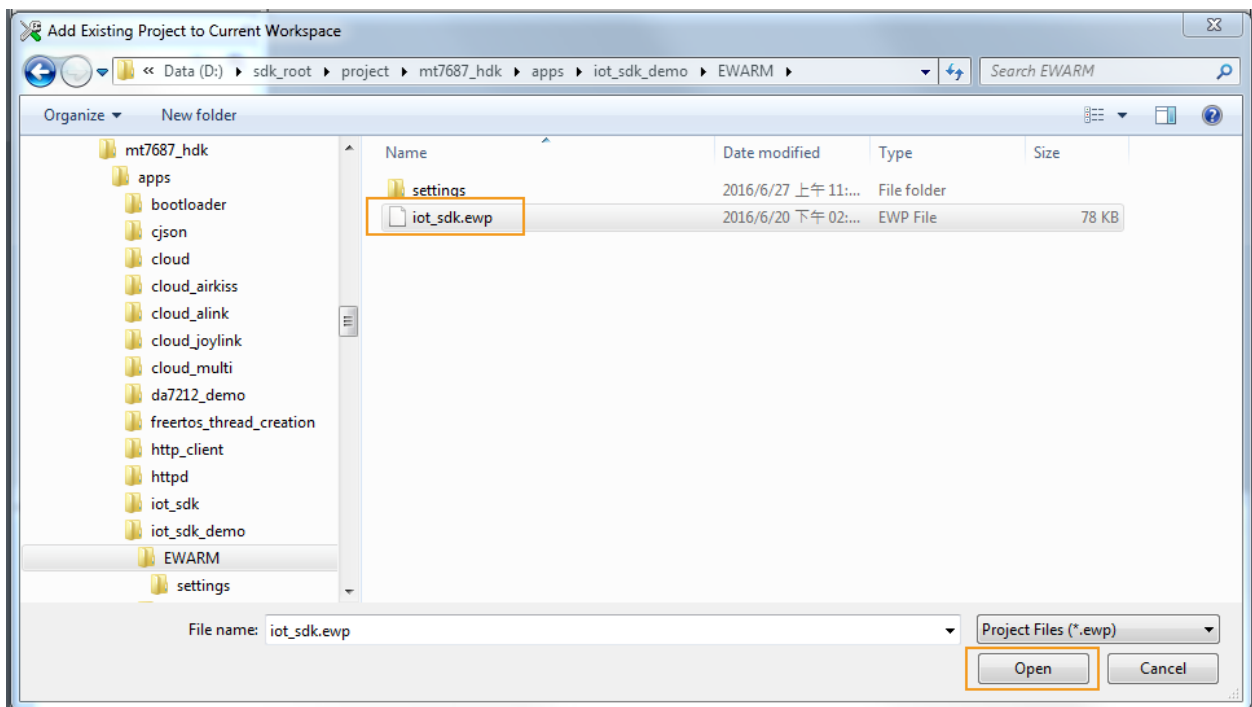 Add Existing Project to Current Workspace
« Data (D:) ▸ sdk_root ▸ project ▸ mt7687_hdk ▸ apps ▸ iot_sdk_demo ▸ EWARM ▸
Search EWARM
Organize
New folder
mt7687_hdk
apps
bootloader
cjson
cloud
cloud_airkiss
cloud_alink
cloud_joylink
cloud_multi
da7212_demo
freertos_thread_creation
http_client
httpd
iot_sdk
iot_sdk_demo
EWARM
settings
Name Date modified Type Size
settings 2016/6/27 上午 11:... File folder
iot_sdk.ewp 2016/6/20 下午 02:... EWP File 78 KB
File name: iot_sdk.ewp
Project Files (*.ewp)
Open Cancel